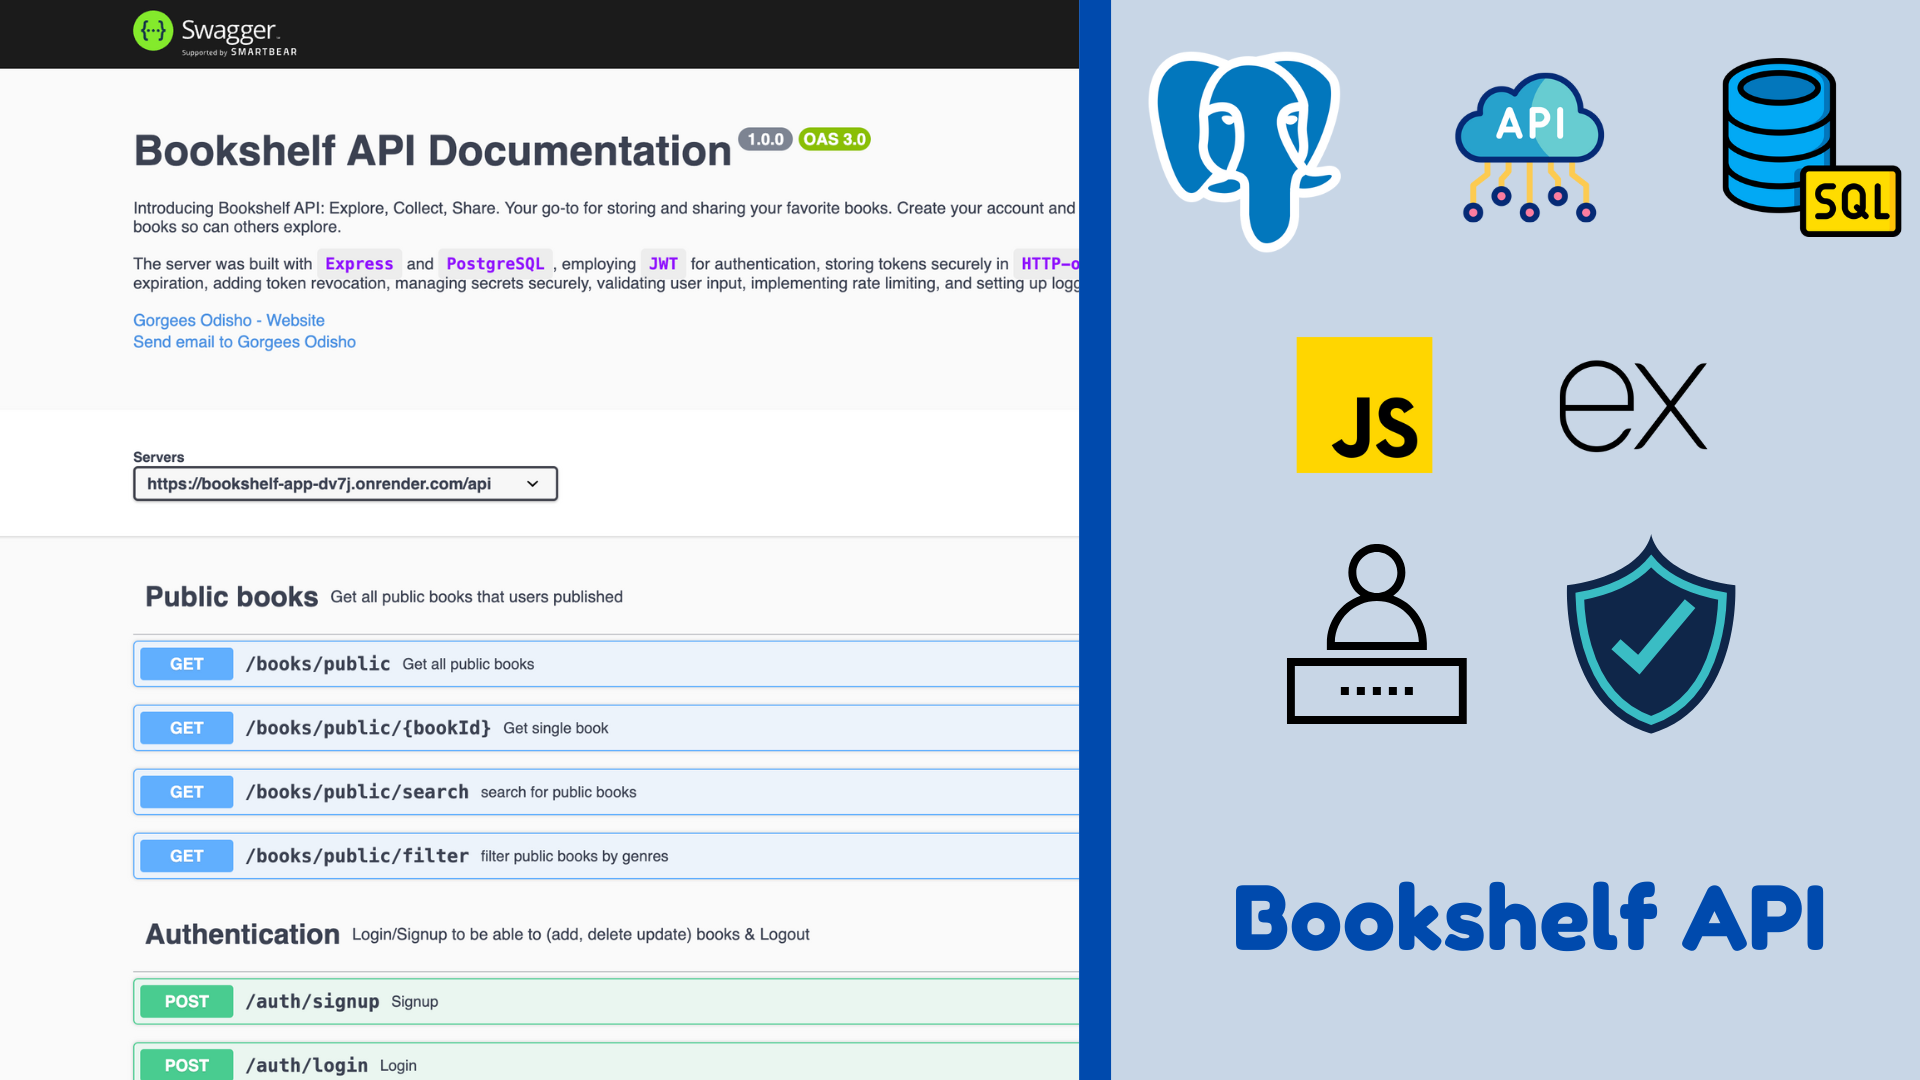 Swagger
Supported by SMARTBEAR
Bookshelf API Documentation 1.0.0 OAS 3.0
Introducing Bookshelf API: Explore, Collect, Share. Your go-to for storing and sharing your favorite books. Create your account and
books so can others explore.
The server was built with Express and PostgreSQL , employing JWT for authentication, storing tokens securely in HTTP-o
expiration, adding token revocation, managing secrets securely, validating user input, implementing rate limiting, and setting up logg
Gorgees Odisho - Website
Send email to Gorgees Odisho
Servers
https://bookshelf-app-dv7j.onrender.com/api
Public books Get all public books that users published
GET /books/public Get all public books
GET /books/public/{bookId} Get single book
GET /books/public/search search for public books
GET /books/public/filter filter public books by genres
Authentication Login/Signup to be able to (add, delete update) books & Logout
POST /auth/signup Signup
POST /auth/login Login
API
SQL
JS
ex
Bookshelf API